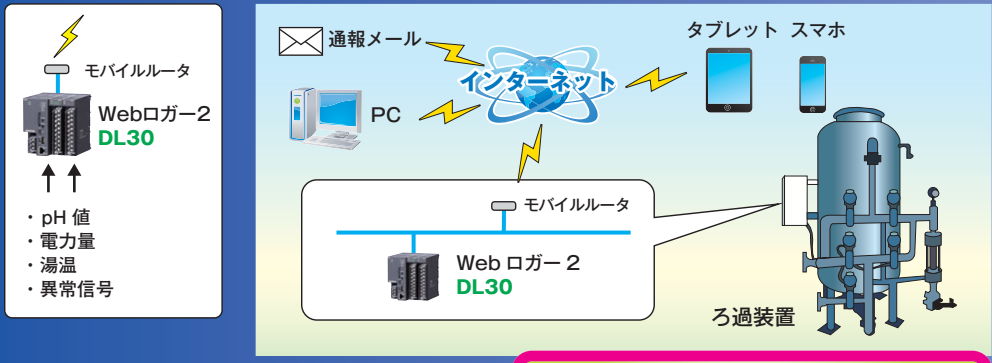 モバイルルータ
Webロガー2
DL30
・pH 値
・電力量
・湯温
・異常信号
通報メール
インターネット
タブレット スマホ
PC
モバイルルータ
Web ロガー 2
DL30
ろ過装置